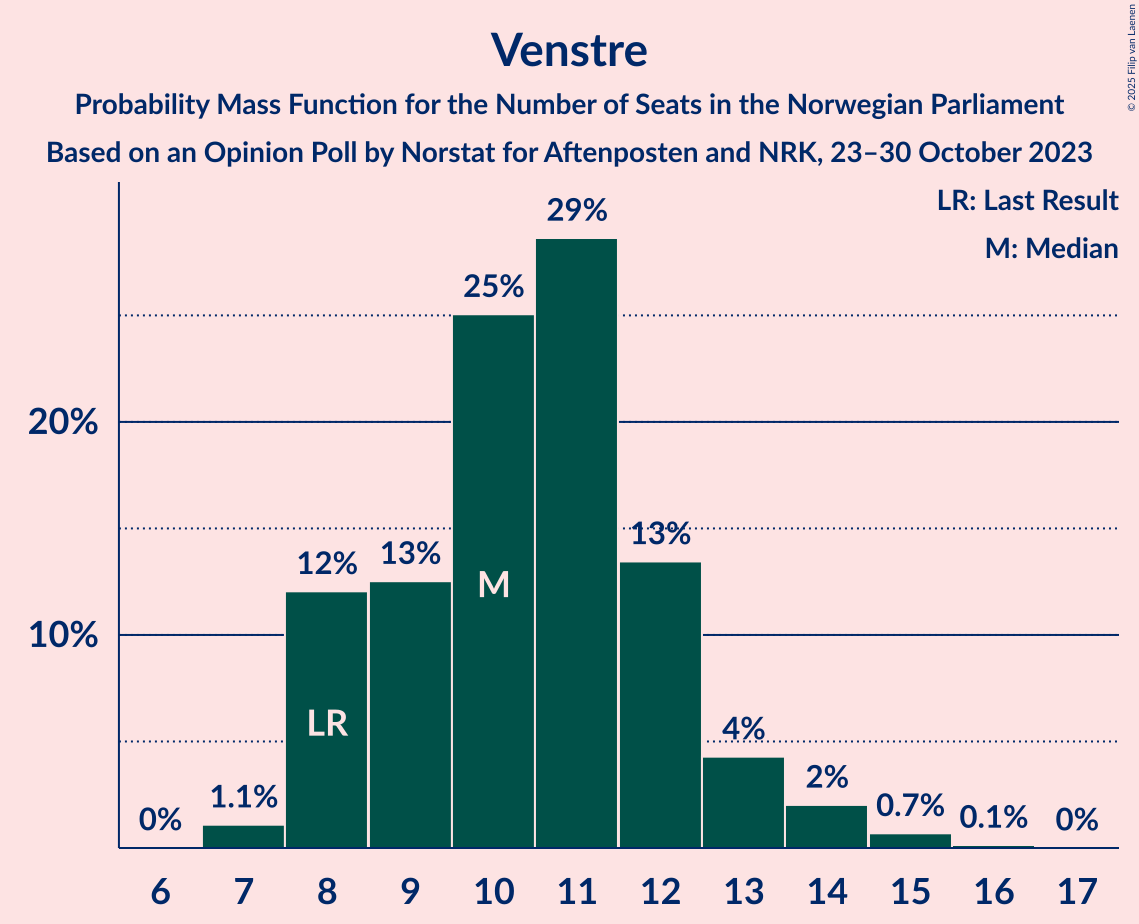 Venstre
Probability Mass Function for the Number of Seats in the Norwegian Parliament
Based on an Opinion Poll by Norstat for Aftenposten and NRK, 23–30 October 2023
© 2025 Filip van Laenen
LR: Last Result
M: Median
20%
10%
0%
1.1%
12%
13%
25%
29%
13%
4%
2%
0.7%
0.1%
0%
LR
M
6 7 8 9 10 11 12 13 14 15 16 17